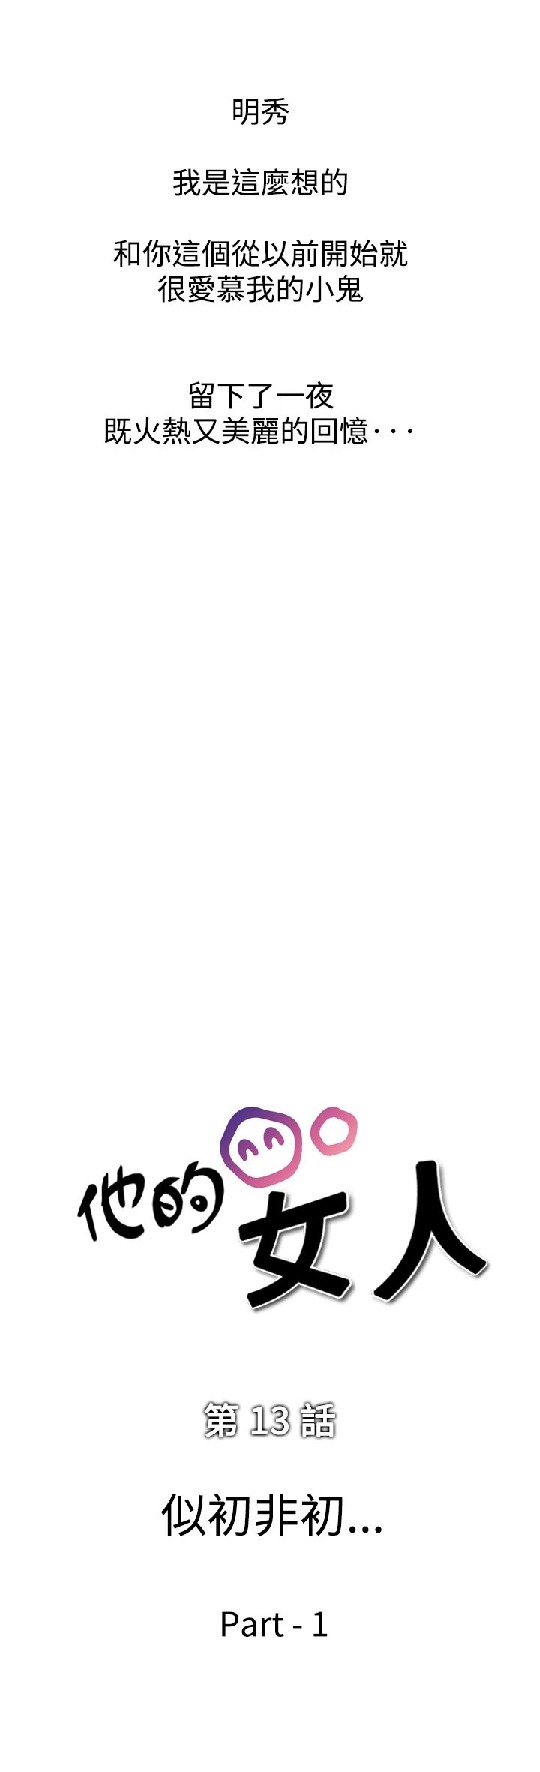 明秀
我是這麼想的
和你這個從以前開始就
很愛慕我的小鬼
留下了一夜
既火熱又美麗的回憶···
他的
女人
第 13 話
似初非初...
Part - 1